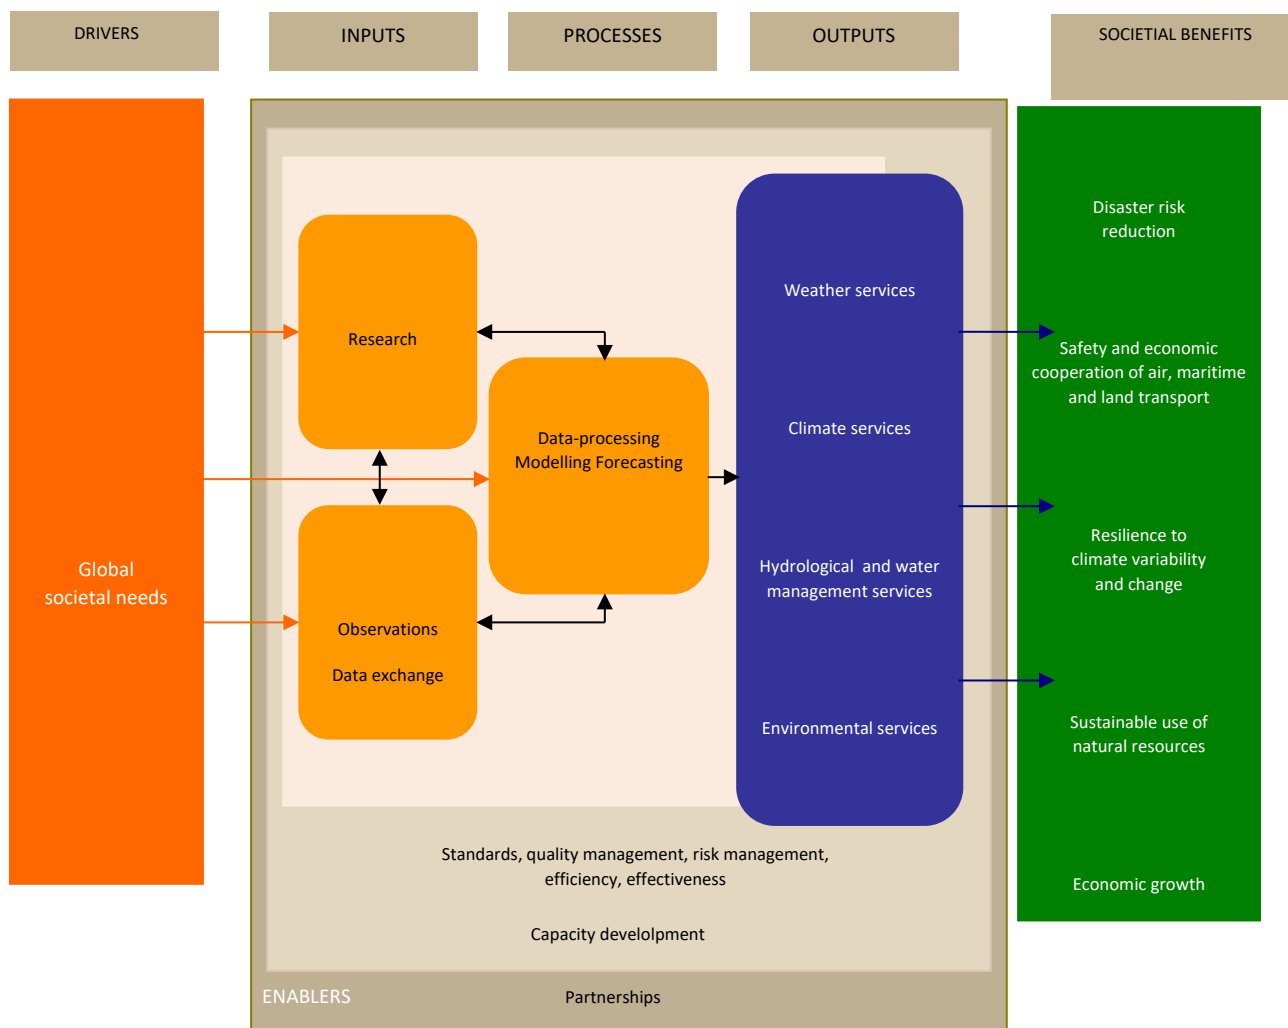 DRIVERS
INPUTS
PROCESSES
OUTPUTS
SOCIETIAL BENEFITS
Global
societal needs
Research
Observations
Data exchange
Data-processing
Modelling Forecasting
Weather services
Climate services
Hydrological and water
management services
Environmental services
Disaster risk
reduction
Safety and economic
cooperation of air, maritime
and land transport
Resilience to
climate variability
and change
Sustainable use of
natural resources
Economic growth
Standards, quality management, risk management,
efficiency, effectiveness
Capacity develolpment
ENABLERS
Partnerships